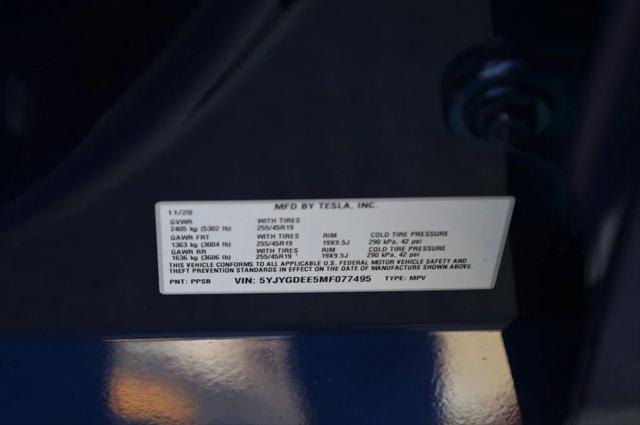 11/20 MFD BY TESLA, INC.
GVWR WITH TIRES
2405 kg (5302 lb) 255/45R19
GAWR FRT WITH TIRES RIM COLD TIRE PRESSURE
1363 kg (3004 lb) 255/45R19 19X9.5J 290 kPa, 42 psi
GAWR RR WITH TIRES RIM COLD TIRE PRESSURE
1636 kg (3606 lb) 255/45R19 19X9.5J 290 kPa, 42 psi
THIS VEHICLE CONFORMS TO ALL APPLICABLE U.S. FEDERAL MOTOR VEHICLE SAFETY AND
THEFT PREVENTION STANDARDS IN EFFECT ON THE DATE OF MANUFACTURE SHOWN ABOVE.
PNT: PPSB VIN: 5YJYGDEE5MF077495 TYPE: MPV